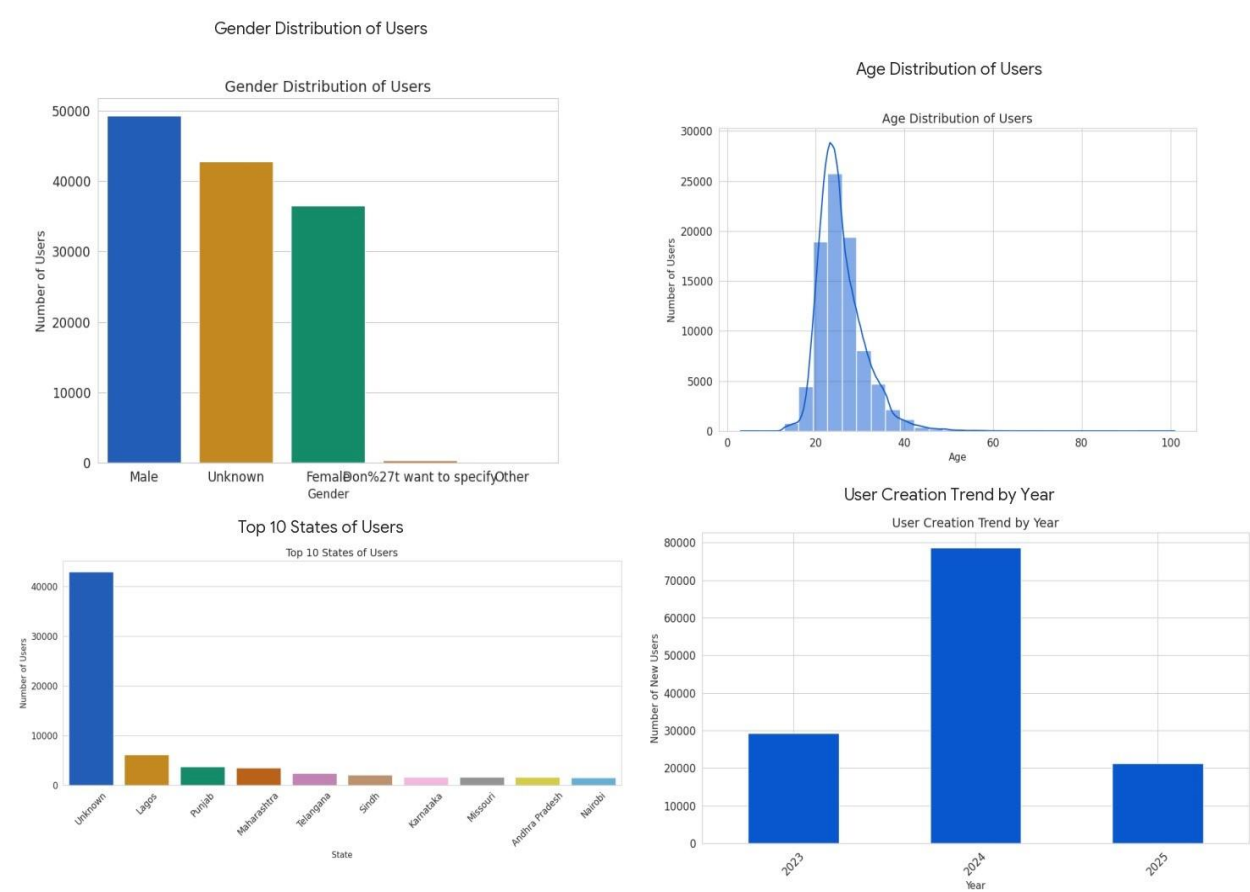 Gender Distribution of Users
Gender Distribution of Users
50000
40000
30000
20000
10000
0
Number of Users
Male Unknown Female Don%27t want to specify Other
Gender
Age Distribution of Users
Age Distribution of Users
30000
25000
20000
15000
10000
5000
0
Number of Users
0 20 40 60 80 100
Age
Top 10 States of Users
Top 10 States of Users
40000
30000
20000
10000
0
Number of Users
Unknown Lagos Punjab Maharashtra Telangana Sindh Karnataka Missouri Andhra Pradesh Nairobi
State
User Creation Trend by Year
User Creation Trend by Year
80000
70000
60000
50000
40000
30000
20000
10000
0
Number of New Users
2023 2024 2025
Year